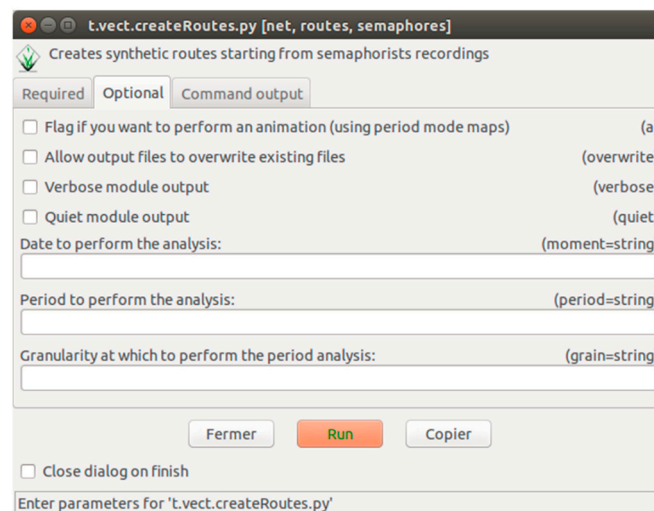 t.vect.createRoutes.py [net, routes, semaphores]
Creates synthetic routes starting from semaphorists recordings
Required Optional Command output
Flag if you want to perform an animation (using period mode maps) (a
Allow output files to overwrite existing files (overwrite
Verbose module output (verbose
Quiet module output (quiet
Date to perform the analysis: (moment=string
Period to perform the analysis: (period=string
Granularity at which to perform the period analysis: (grain=string
Fermer Run Copier
Close dialog on finish
Enter parameters for 't.vect.createRoutes.py'